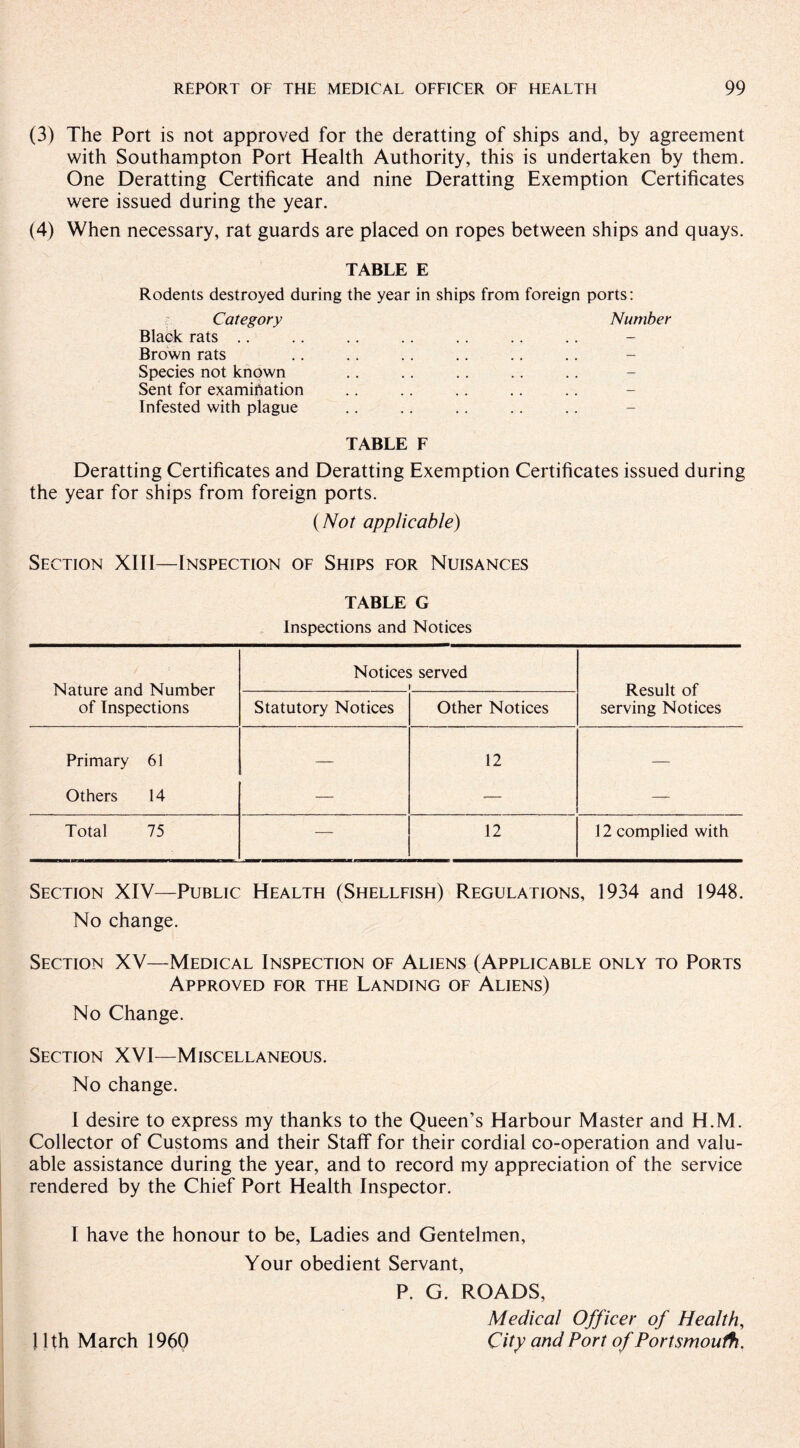 REPORT OF THE MEDICAL OFFICER OF HEALTH 99
(3) The Port is not approved for the deratting of ships and, by agreement
with Southampton Port Health Authority, this is undertaken by them.
One Deratting Certificate and nine Deratting Exemption Certificates
were issued during the year.
(4) When necessary, rat guards are placed on ropes between ships and quays.
TABLE E
Rodents destroyed during the year in ships from foreign ports:
Category Number
Black rats .. .. .. .. .. .. .. –
Brown rats .. .. .. .. .. .. –
Species not known .. .. .. .. .. –
Sent for examination .. .. .. .. .. –
Infested with plague .. .. .. .. .. –
TABLE F
Deratting Certificates and Deratting Exemption Certificates issued during
the year for ships from foreign ports.
(Not applicable)
SECTION XIII—INSPECTION OF SHIPS FOR NUISANCES
TABLE G
Inspections and Notices
Nature and Number of Inspections | Notices served | Result of serving Notices
Statutory Notices | Other Notices
Primary 61 | — | 12 | —
Others 14 | — | — | —
Total 75 | — | 12 | 12 complied with
SECTION XIV—PUBLIC HEALTH (SHELLFISH) REGULATIONS, 1934 and 1948.
No change.
SECTION XV—MEDICAL INSPECTION OF ALIENS (APPLICABLE ONLY TO PORTS
APPROVED FOR THE LANDING OF ALIENS)
No Change.
SECTION XVI—MISCELLANEOUS.
No change.
I desire to express my thanks to the Queen's Harbour Master and H.M.
Collector of Customs and their Staff for their cordial co-operation and valu-
able assistance during the year, and to record my appreciation of the service
rendered by the Chief Port Health Inspector.
I have the honour to be, Ladies and Gentelmen,
Your obedient Servant,
P. G. ROADS,
Medical Officer of Health,
11th March 1960 City and Port of Portsmouth.